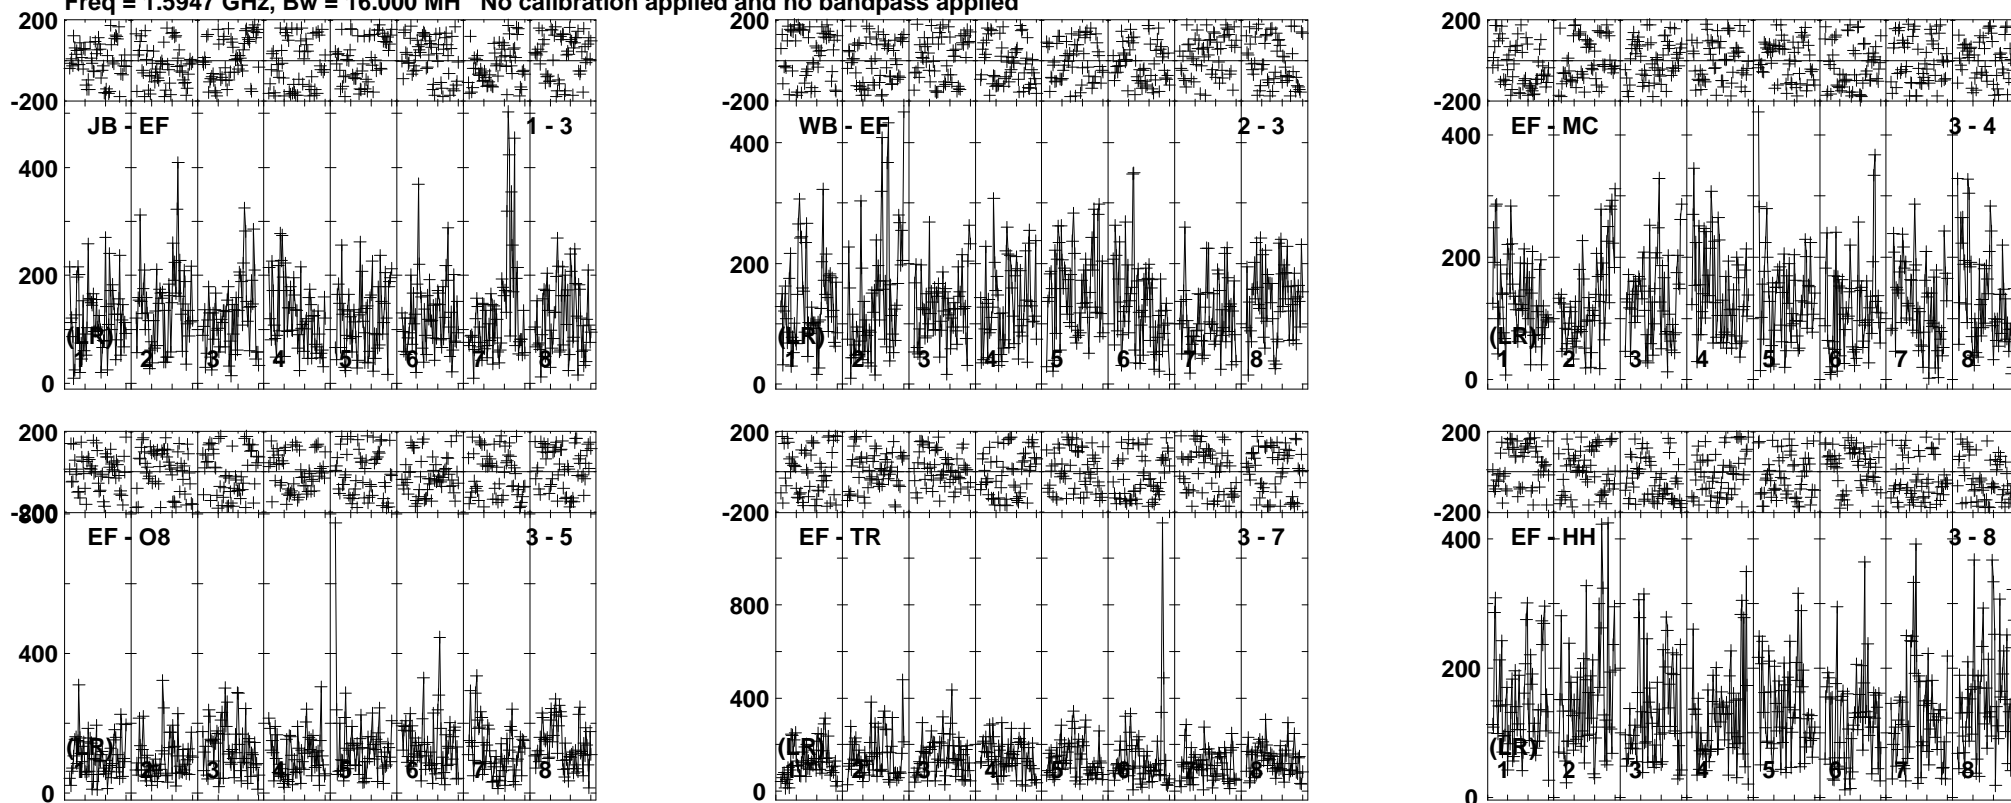 Freq = 1.5947 GHz, Bw = 16.000 MH No calibration applied and no bandpass applied
200 200 200
-200 -200 -200
JB - EF 1 - 3 WB - EF 2 - 3 EF - MC 3 - 4
400 400 400
200 200 200
(LR) (LR) (LR)
1 2 3 4 5 6 7 8 1 2 3 4 5 6 7 8 1 2 3 4 5 6 7 8
0 0 0
200 200 200
-200 -200 -200
800
EF - O8 3 - 5 EF - TR 3 - 7 EF - HH 3 - 8
400 800 400
400 200
(LR) (LR) (LR)
1 2 3 4 5 6 7 8 1 2 3 4 5 6 7 8 1 2 3 4 5 6 7 8
0 0 0